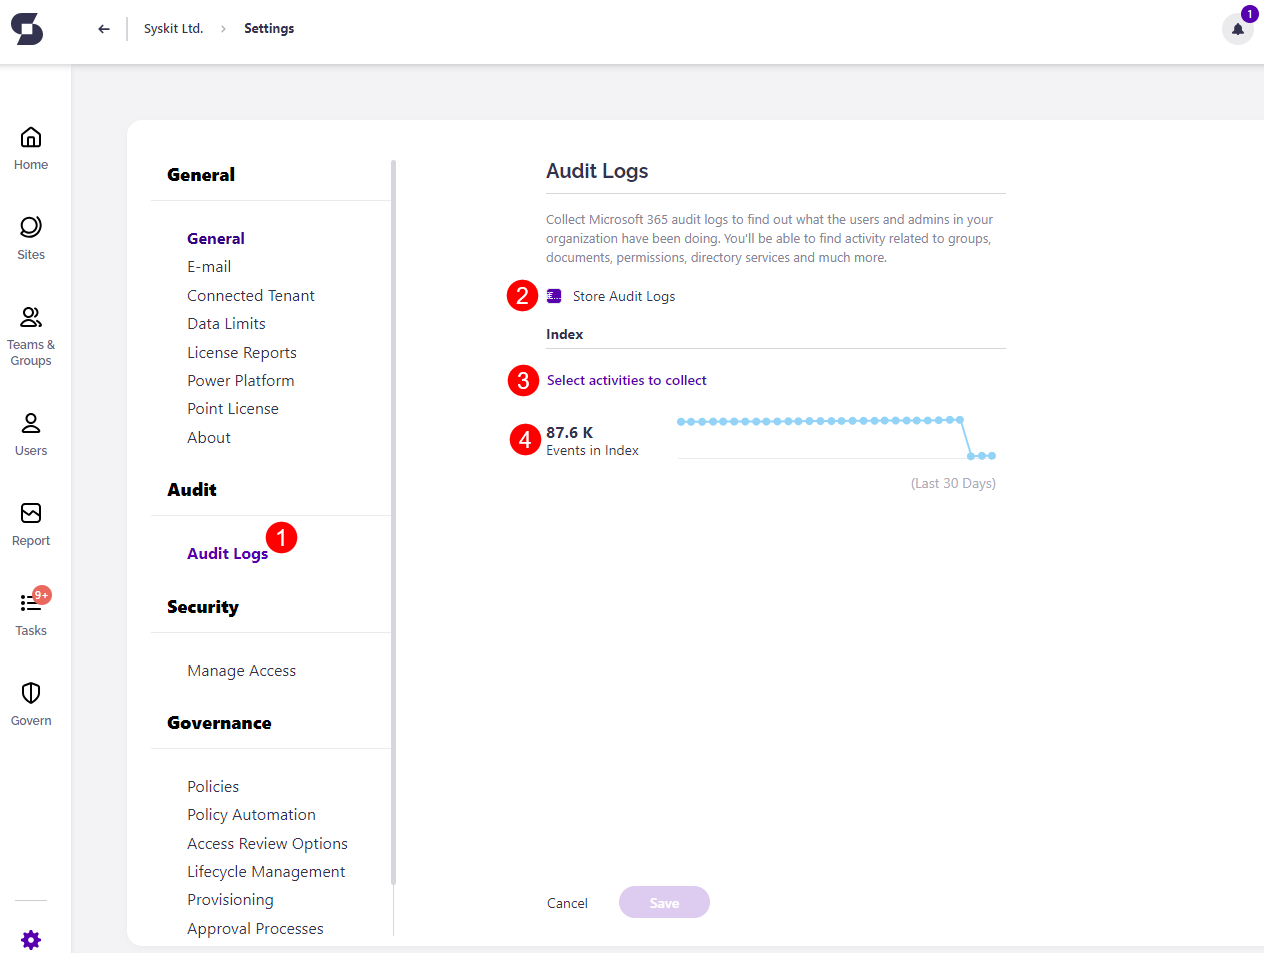 Syskit Ltd. > Settings
1
Home
Sites
Teams &
Groups
Users
Report
9+
Tasks
Govern
General
General
E-mail
Connected Tenant
Data Limits
License Reports
Power Platform
Point License
About
Audit
1
Audit Logs
Security
Manage Access
Governance
Policies
Policy Automation
Access Review Options
Lifecycle Management
Provisioning
Approval Processes
Audit Logs
Collect Microsoft 365 audit logs to find out what the users and admins in your
organization have been doing. You'll be able to find activity related to groups,
documents, permissions, directory services and much more.
2 Store Audit Logs
Index
3 Select activities to collect
4 87.6 K
Events in Index
(Last 30 Days)
Cancel Save